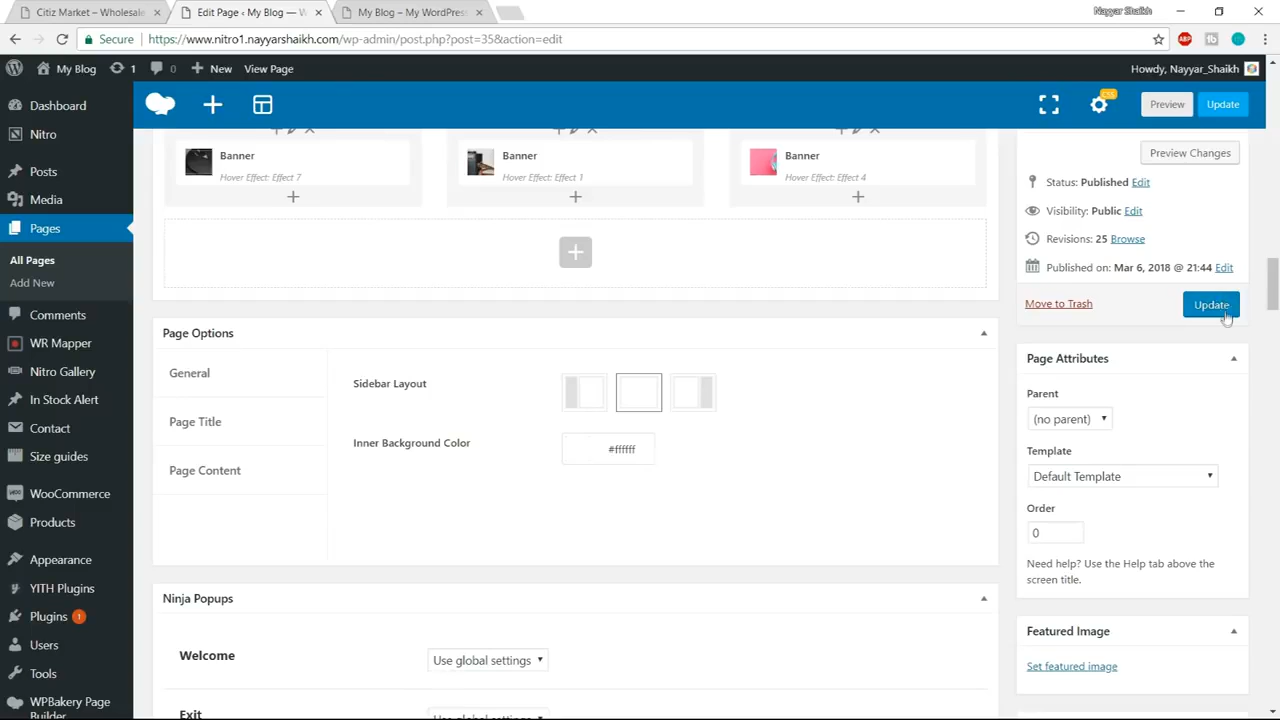 Citiz Market – Wholesale
Edit Page ‹ My Blog — W
My Blog – My WordPress
Nayyar Shaikh
Secure
https://www.nitro1.nayyarshaikh.com/wp-admin/post.php?post=35&action=edit
ABP
My Blog
1
0
New
View Page
Howdy, Nayyar_Shaikh
CSS
Preview
Update
Dashboard
Nitro
Posts
Media
Pages
All Pages
Add New
Comments
WR Mapper
Nitro Gallery
In Stock Alert
Contact
Size guides
WooCommerce
Products
Appearance
YITH Plugins
Plugins 1
Users
Tools
WPBakery Page
Builder
Banner
Hover Effect: Effect 7
Banner
Hover Effect: Effect 1
Banner
Hover Effect: Effect 4
Page Options
General
Page Title
Page Content
Sidebar Layout
Inner Background Color
#ffffff
Ninja Popups
Welcome
Use global settings
Exit
Use global settings
Preview Changes
Status: Published Edit
Visibility: Public Edit
Revisions: 25 Browse
Published on: Mar 6, 2018 @ 21:44 Edit
Move to Trash
Update
Page Attributes
Parent
(no parent)
Template
Default Template
Order
0
Need help? Use the Help tab above the
screen title.
Featured Image
Set featured image